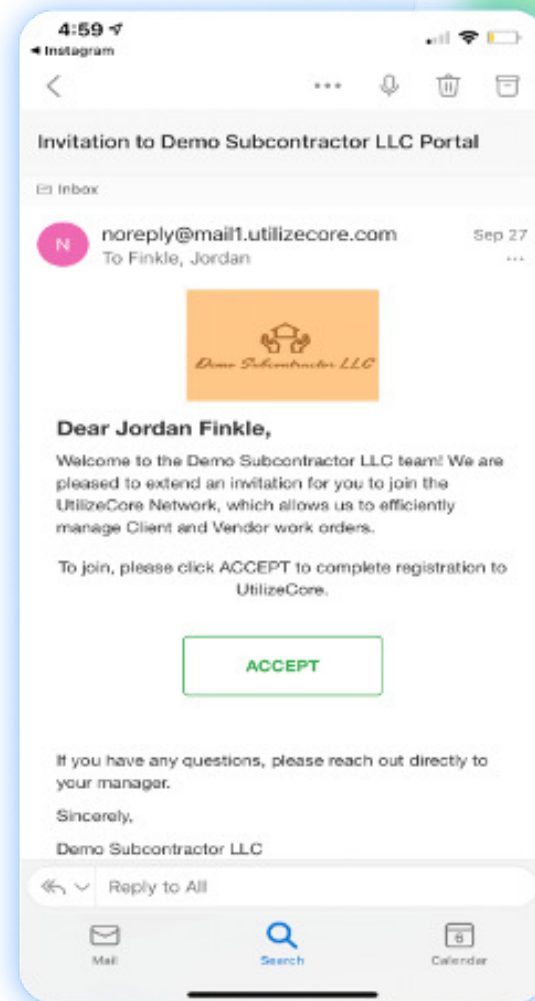 4:59
Instagram
Invitation to Demo Subcontractor LLC Portal
Inbox
N
noreply@mail1.utilizecore.com
Sep 27
To Finkle, Jordan
Demo Subcontractor LLC
Dear Jordan Finkle,
Welcome to the Demo Subcontractor LLC team! We are
pleased to extend an invitation for you to join the
UtilizeCore Network, which allows us to efficiently
manage Client and Vendor work orders.
To join, please click ACCEPT to complete registration to
UtilizeCore.
ACCEPT
If you have any questions, please reach out directly to
your manager.
Sincerely,
Demo Subcontractor LLC
Reply to All
6
Mail
Search
Calendar